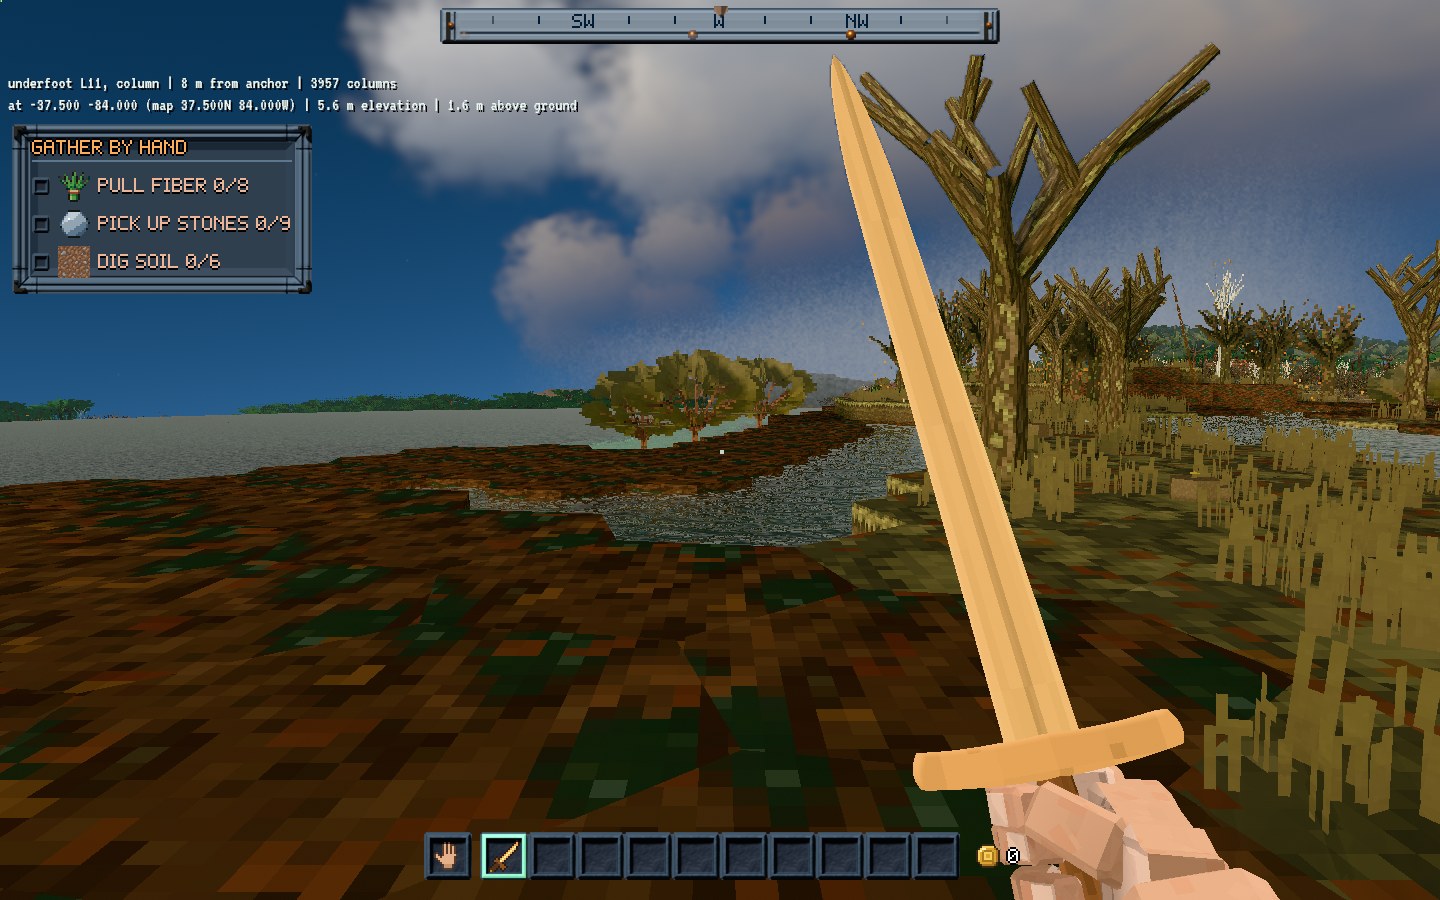 SW W NW
underfoot L11, column | 8 m from anchor | 3957 columns
at -37.500 -84.000 (map 37.500N 84.000W) | 5.6 m elevation | 1.6 m above ground
GATHER BY HAND
PULL FIBER 0/8
PICK UP STONES 0/9
DIG SOIL 0/6
0